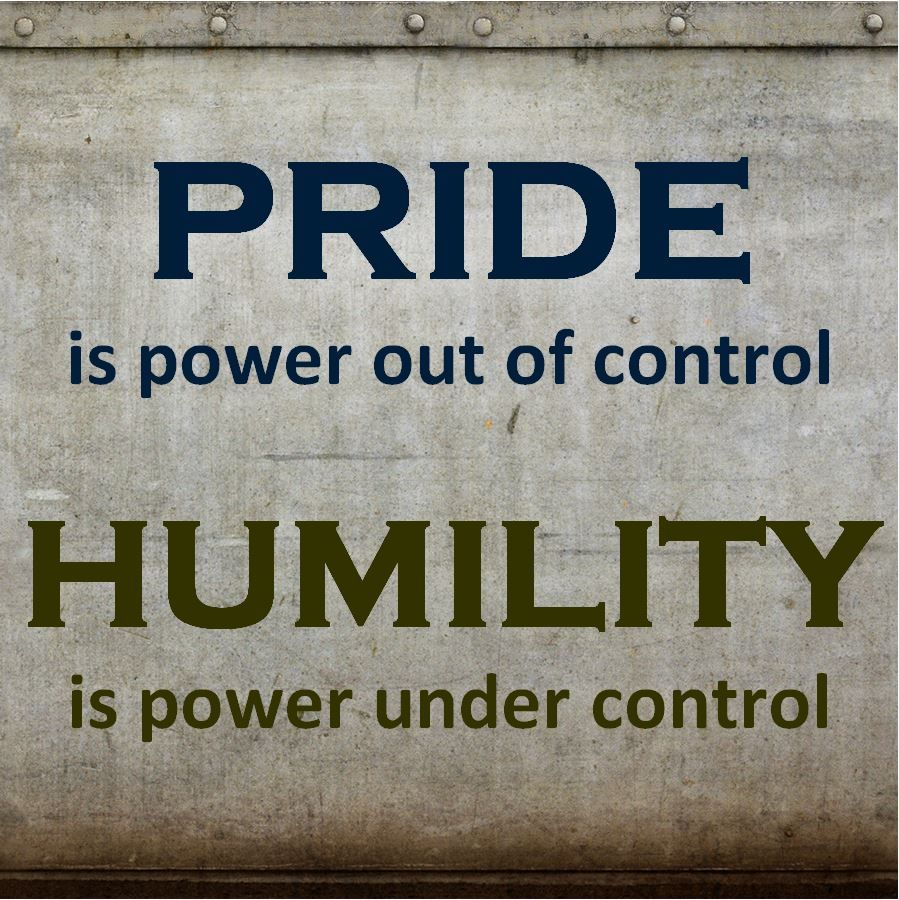 PRIDE
is power out of control
HUMILITY
is power under control